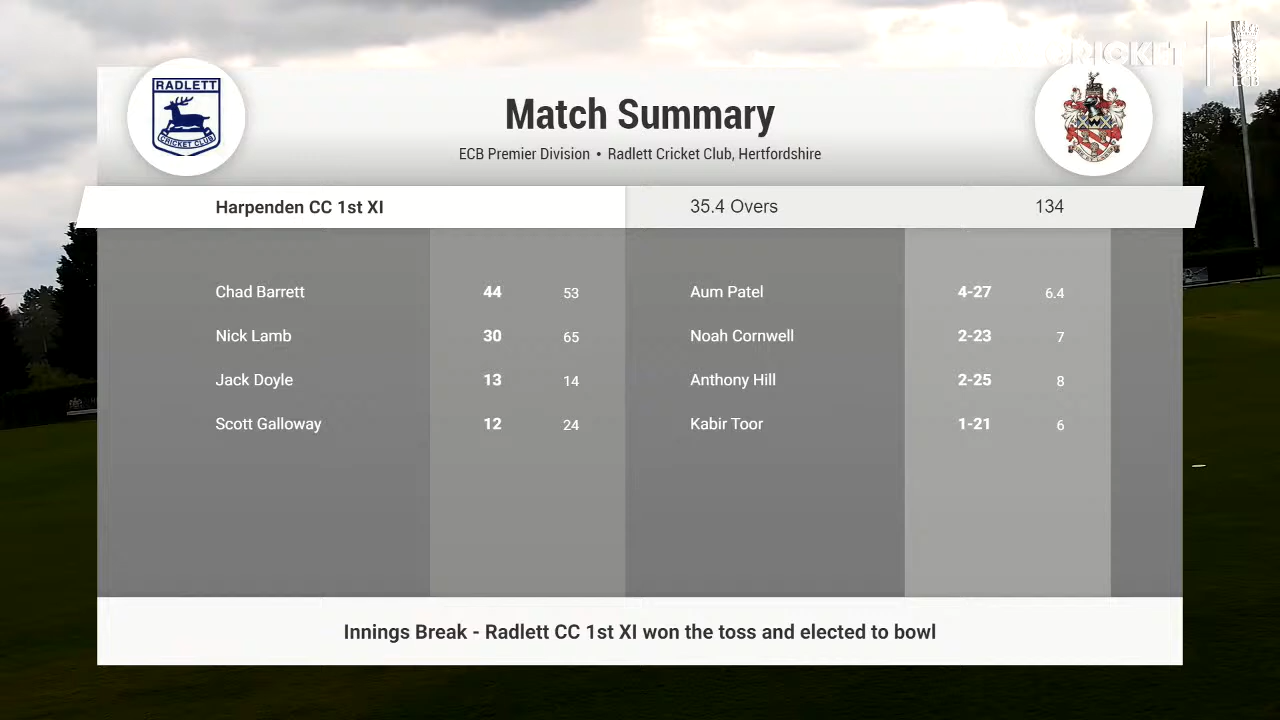 CRICKET
RADLETT
CRICKET CLUB
Match Summary
ECB Premier Division • Radlett Cricket Club, Hertfordshire
Harpenden CC 1st XI 35.4 Overs 134
Chad Barrett 44 53 Aum Patel 4-27 6.4
Nick Lamb 30 65 Noah Cornwell 2-23 7
Jack Doyle 13 14 Anthony Hill 2-25 8
Scott Galloway 12 24 Kabir Toor 1-21 6
Innings Break - Radlett CC 1st XI won the toss and elected to bowl